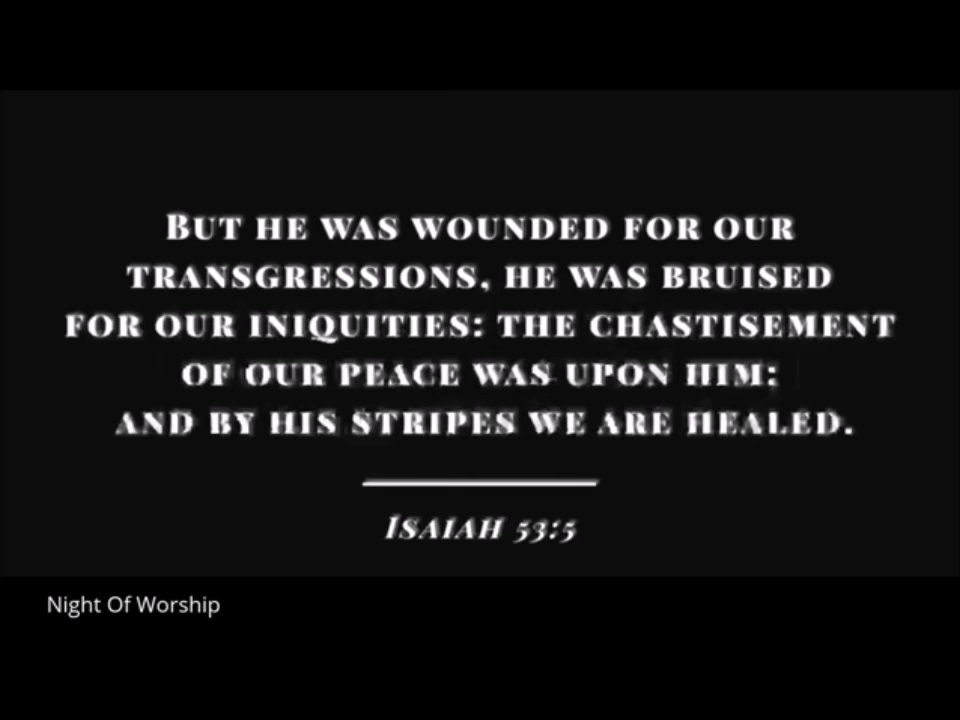 But he was wounded for our
transgressions, he was bruised
for our iniquities: the chastisement
of our peace was upon him;
and by his stripes we are healed.
Isaiah 53:5
Night Of Worship